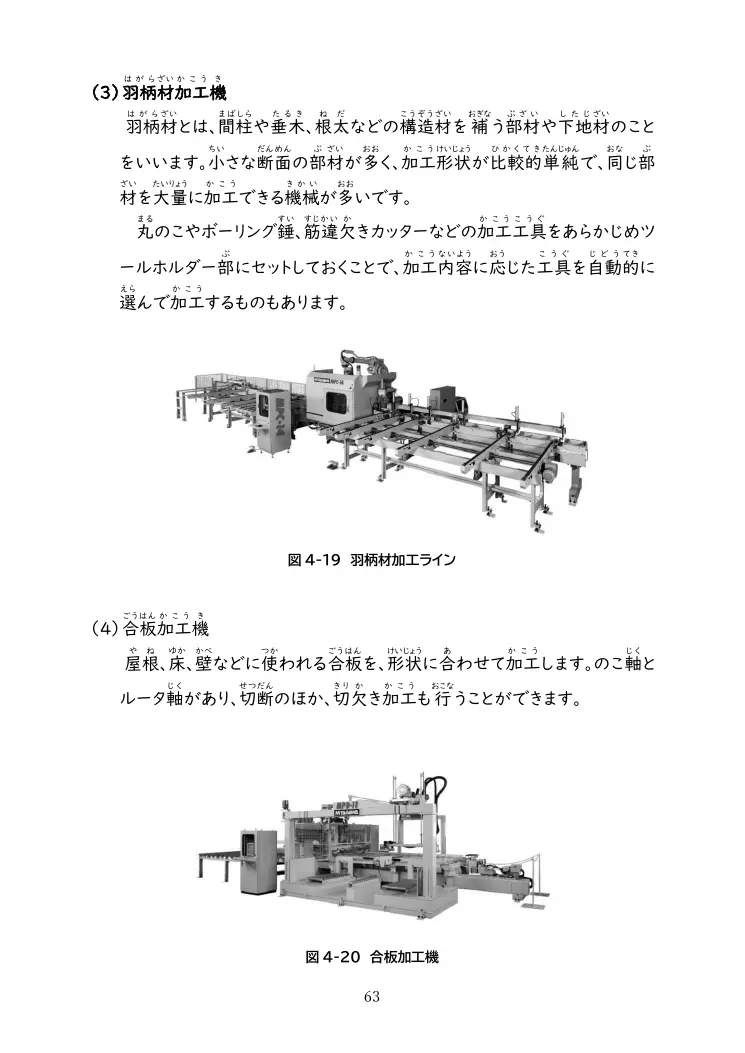 (3)羽柄材加工機
羽柄材とは、間柱や垂木、根太などの構造材を補う部材や下地材のこと
をいいます。小さな断面の部材が多く、加工形状が比較的単純で、同じ部
材を大量に加工できる機械が多いです。
丸のこやボーリング錘、筋違欠きカッターなどの加工工具をあらかじめツ
ールホルダー部にセットしておくことで、加工内容に応じた工具を自動的に
選んで加工するものもあります。
MPC-14
図4-19 羽柄材加工ライン
(4)合板加工機
屋根、床、壁などに使われる合板を、形状に合わせて加工します。のこ軸と
ルータ軸があり、切断のほか、切欠き加工も行うことができます。
図4-20 合板加工機
63